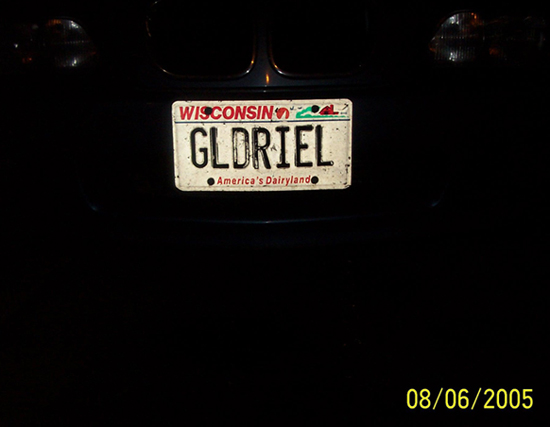 WISCONSIN
GLDRIEL
America's Dairyland
08/06/2005